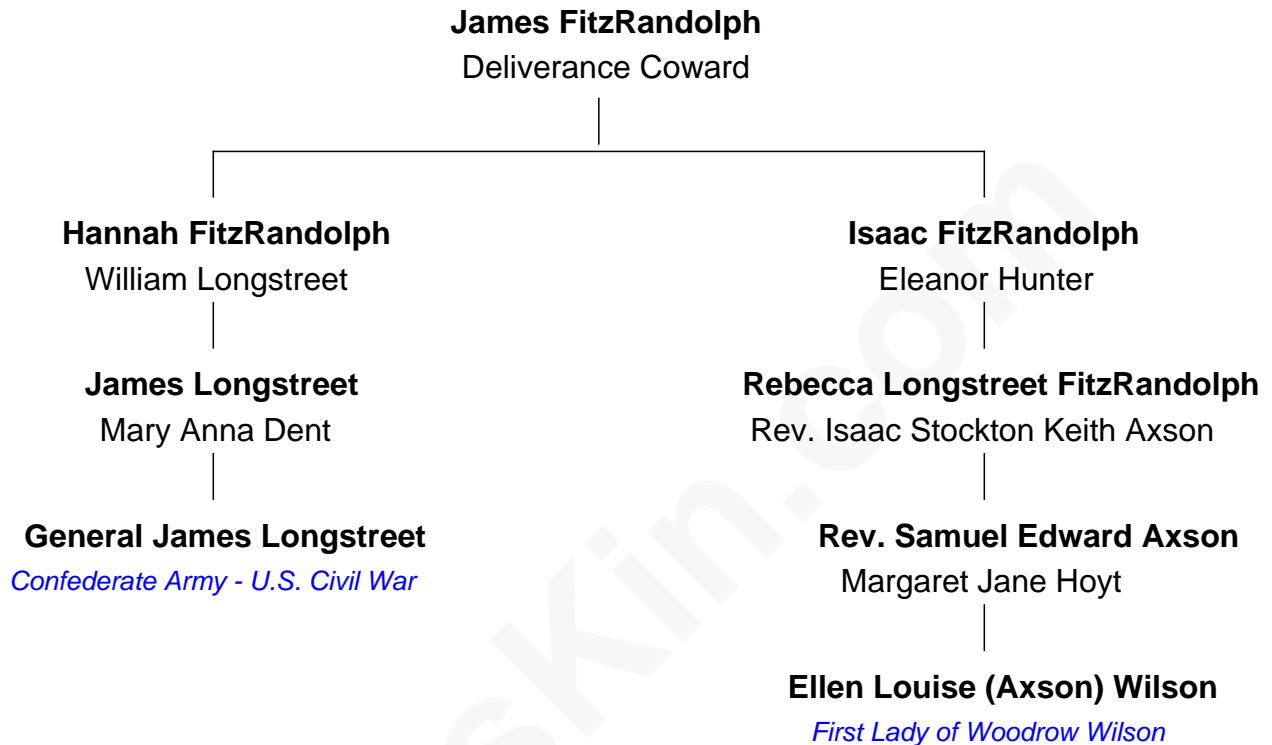 James FitzRandolph
Deliverance Coward
Hannah FitzRandolph
William Longstreet
James Longstreet
Mary Anna Dent
General James Longstreet
Confederate Army - U.S. Civil War
Isaac FitzRandolph
Eleanor Hunter
Rebecca Longstreet FitzRandolph
Rev. Isaac Stockton Keith Axson
Rev. Samuel Edward Axson
Margaret Jane Hoyt
Ellen Louise (Axson) Wilson
First Lady of Woodrow Wilson
sKin.com